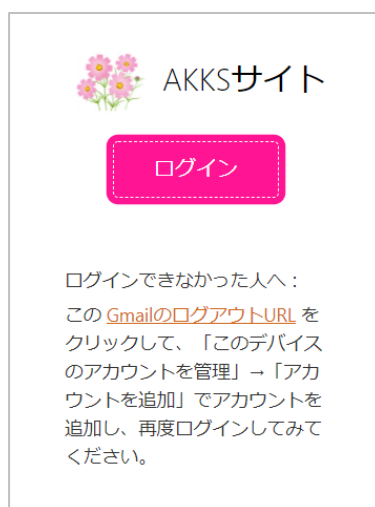 AKKSサイト
ログイン
ログインできなかった人へ：
この GmailのログアウトURL を
クリックして、「このデバイス
のアカウントを管理」→「アカ
ウントを追加」でアカウントを
追加し、再度ログインしてみて
ください。